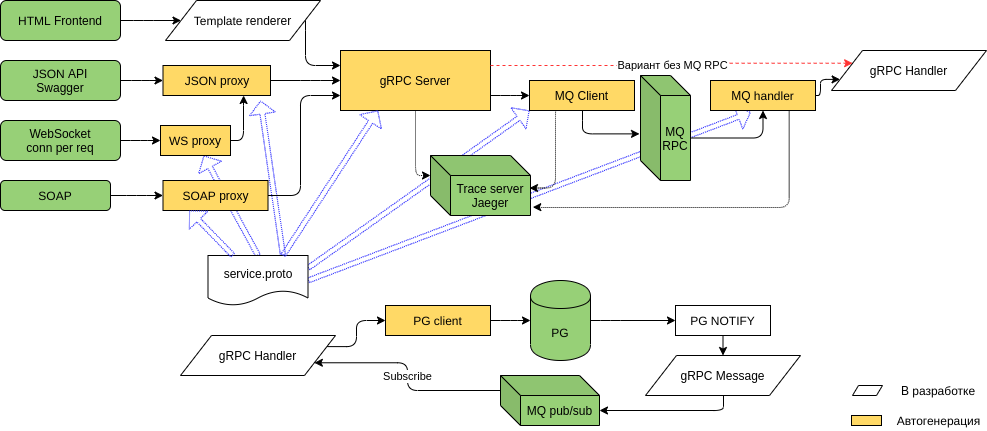 HTML Frontend
Template renderer
JSON API
Swagger
JSON proxy
gRPC Server
Вариант без MQ RPC
gRPC Handler
MQ Client
MQ handler
WebSocket
conn per req
WS proxy
MQ
RPC
SOAP
SOAP proxy
Trace server
Jaeger
service.proto
PG client
PG
PG NOTIFY
gRPC Handler
Subscribe
gRPC Message
MQ pub/sub
В разработке
Автогенерация